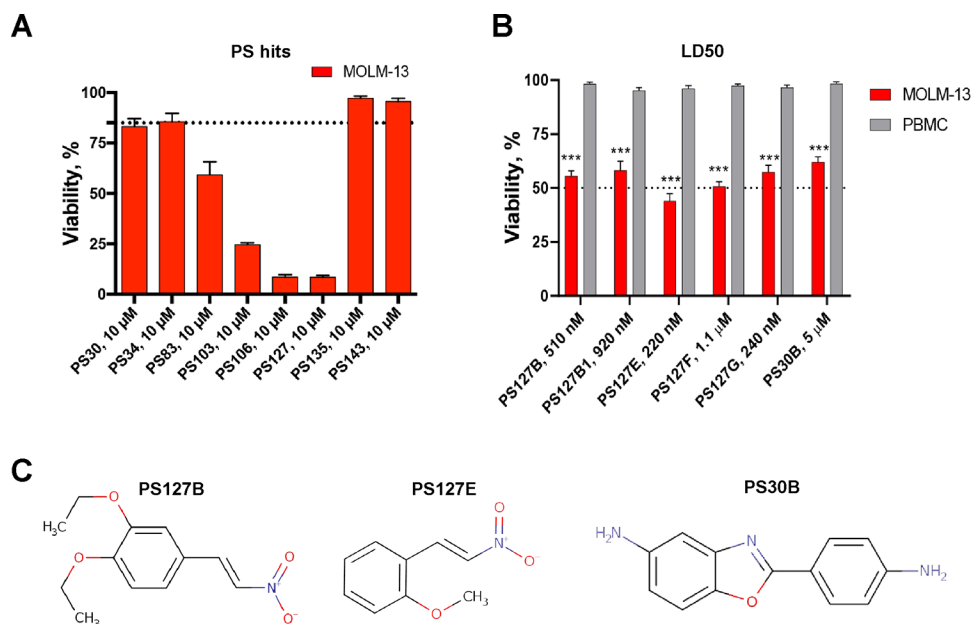 A
PS hits
MOLM-13
Viability, %
100
75
50
25
0
PS30, 10 µM
PS34, 10 µM
PS83, 10 µM
PS103, 10 µM
PS106, 10 µM
PS127, 10 µM
PS135, 10 µM
PS143, 10 µM
B
LD50
MOLM-13
PBMC
Viability, %
100
75
50
25
0
***
***
***
***
***
***
PS127B, 510 nM
PS127B1, 920 nM
PS127E, 220 nM
PS127F, 1.1 µM
PS127G, 240 nM
PS30B, 5 µM
C
PS127B
O
H₃C
O
CH₃
O
N⁺
O⁻
PS127E
O
N⁺
O⁻
O
CH₃
PS30B
H₂N
N
O
NH₂